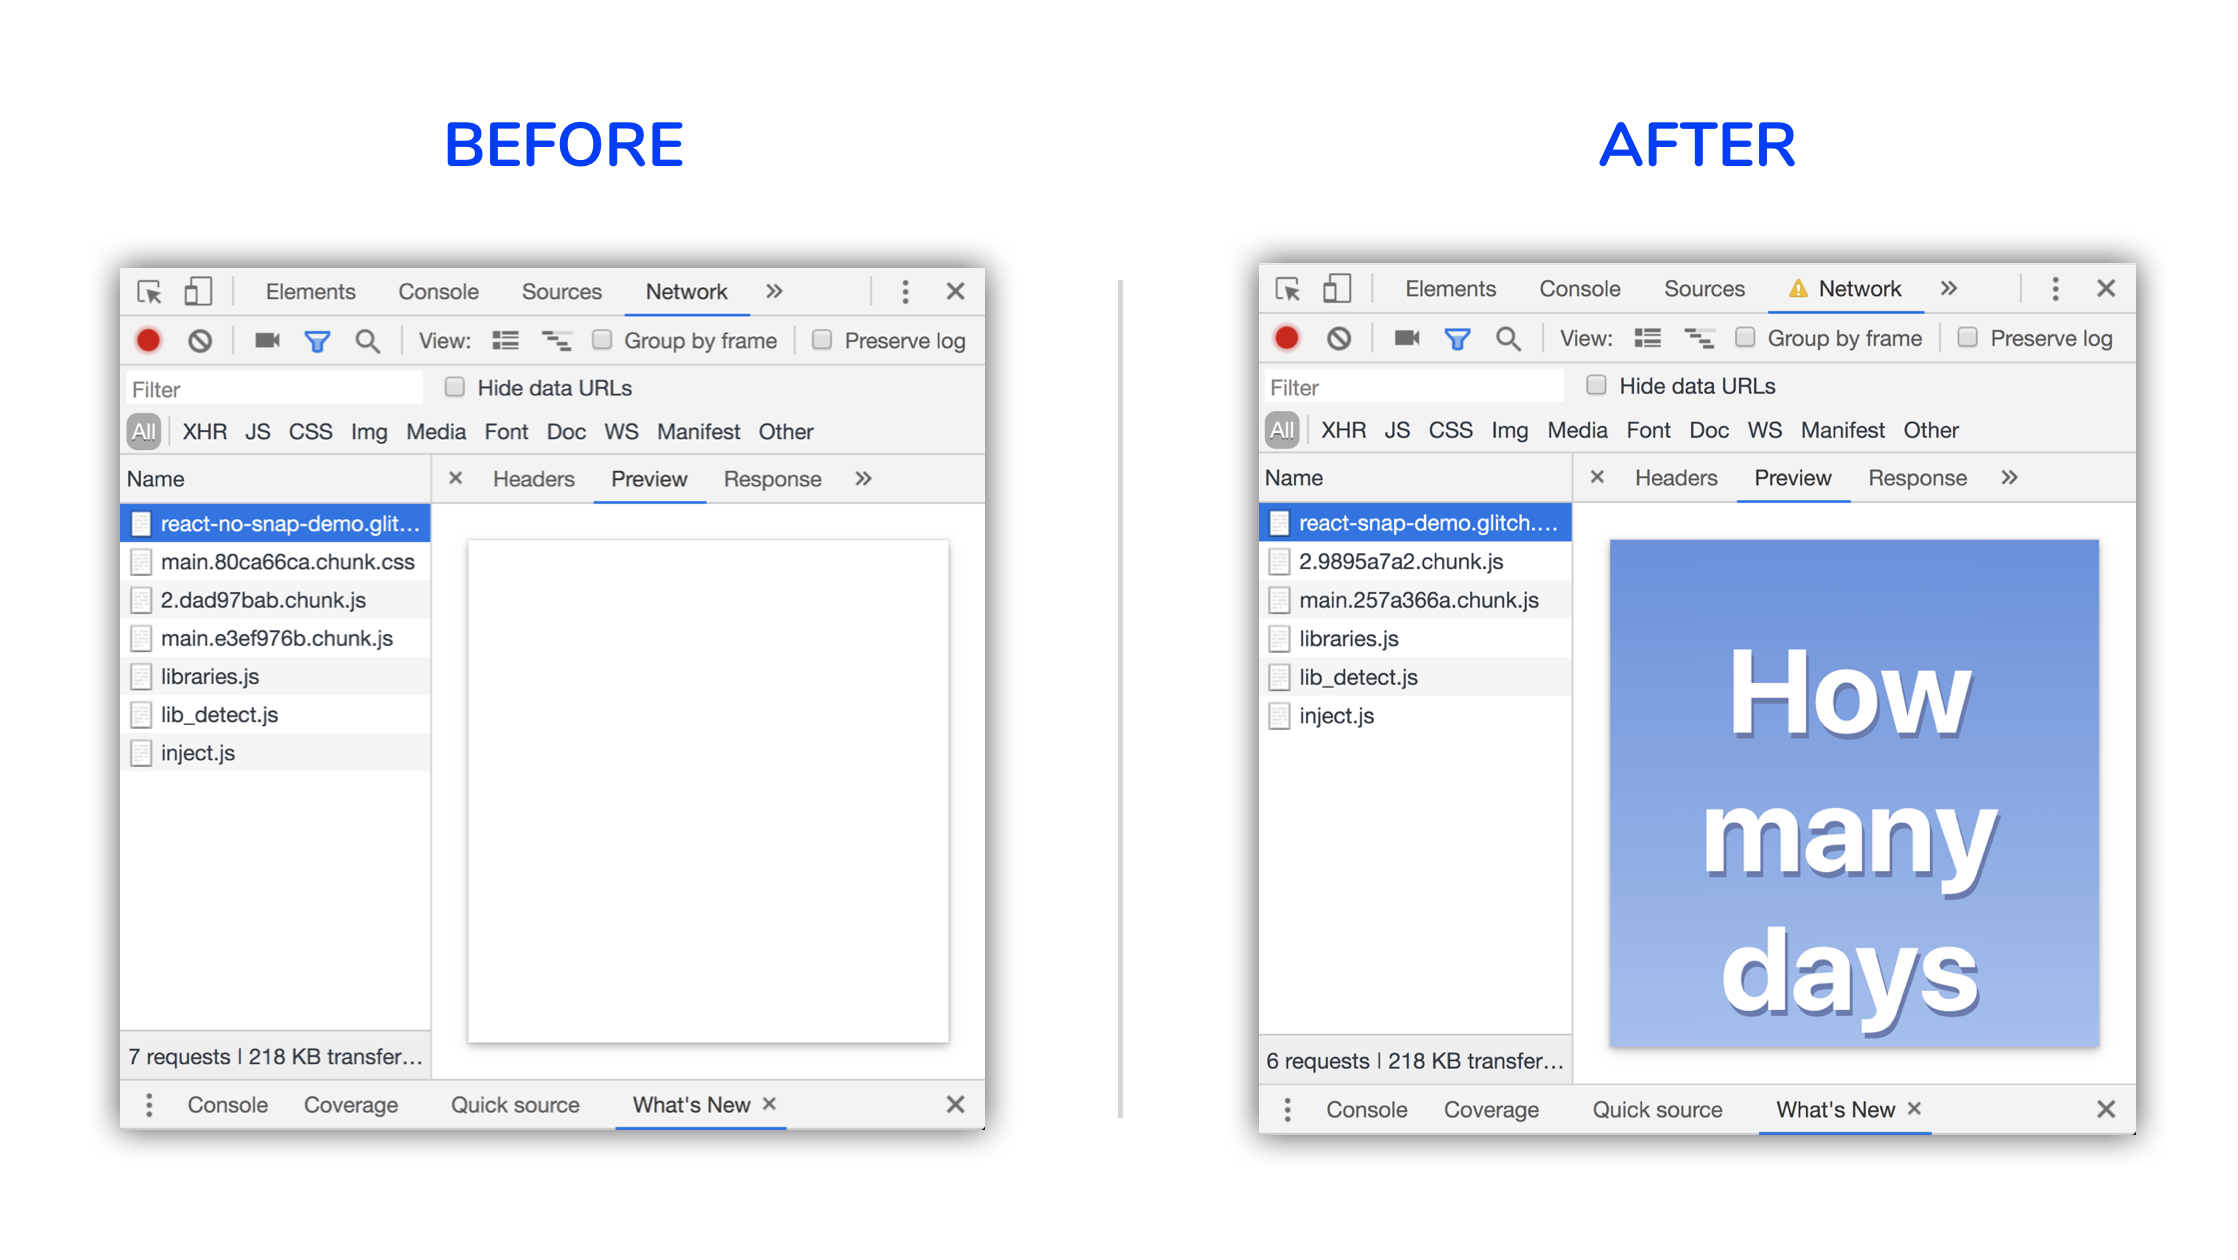 BEFORE
Elements Console Sources Network
View: Group by frame Preserve log
Filter Hide data URLs
All XHR JS CSS Img Media Font Doc WS Manifest Other
Name Headers Preview Response
react-no-snap-demo.glit...
main.80ca66ca.chunk.css
2.dad97bab.chunk.js
main.e3ef976b.chunk.js
libraries.js
lib_detect.js
inject.js
7 requests | 218 KB transfer...
Console Coverage Quick source What's New
AFTER
Elements Console Sources Network
View: Group by frame Preserve log
Filter Hide data URLs
All XHR JS CSS Img Media Font Doc WS Manifest Other
Name Headers Preview Response
react-snap-demo.glitch....
2.9895a7a2.chunk.js
main.257a366a.chunk.js
libraries.js
lib_detect.js
inject.js
How
many
days
6 requests | 218 KB transfer...
Console Coverage Quick source What's New